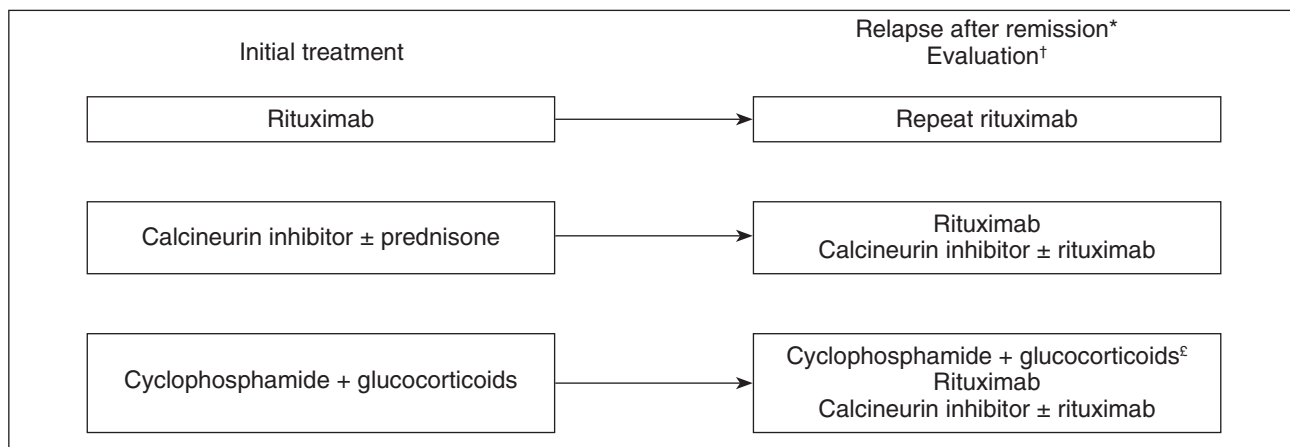 Initial treatment
Relapse after remission*
Evaluation†
Rituximab
Repeat rituximab
Calcineurin inhibitor ± prednisone
Rituximab
Calcineurin inhibitor ± rituximab
Cyclophosphamide + glucocorticoids
Cyclophosphamide + glucocorticoids£
Rituximab
Calcineurin inhibitor ± rituximab